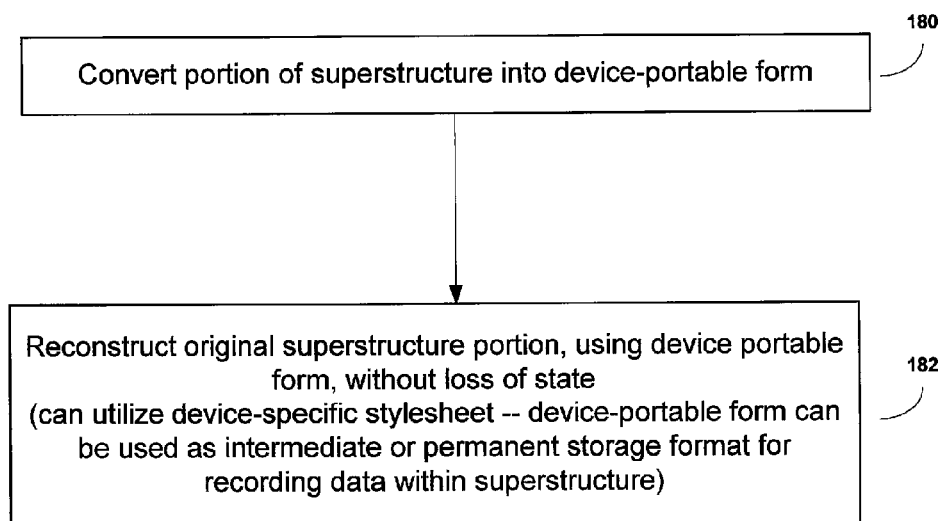 180
Convert portion of superstructure into device-portable form
Reconstruct original superstructure portion, using device portable
form, without loss of state
(can utilize device-specific stylesheet -- device-portable form can
be used as intermediate or permanent storage format for
recording data within superstructure)
182